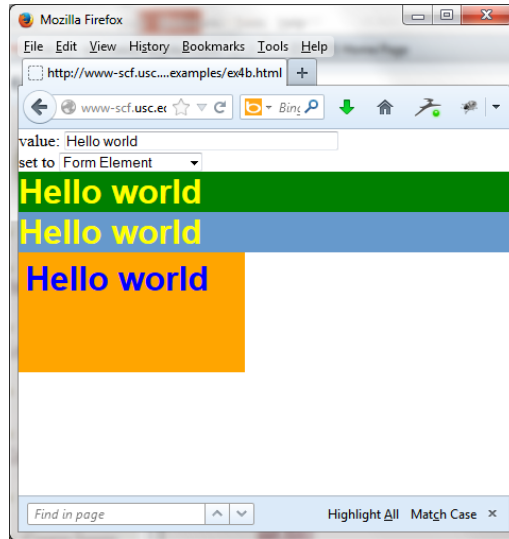 Mozilla Firefox
File Edit View History Bookmarks Tools Help
http://www-scf.usc....examples/ex4b.html +
www-scf.usc.ec Bing
value: Hello world
set to Form Element
Hello world
Hello world
Hello world
Find in page Highlight All Match Case ×